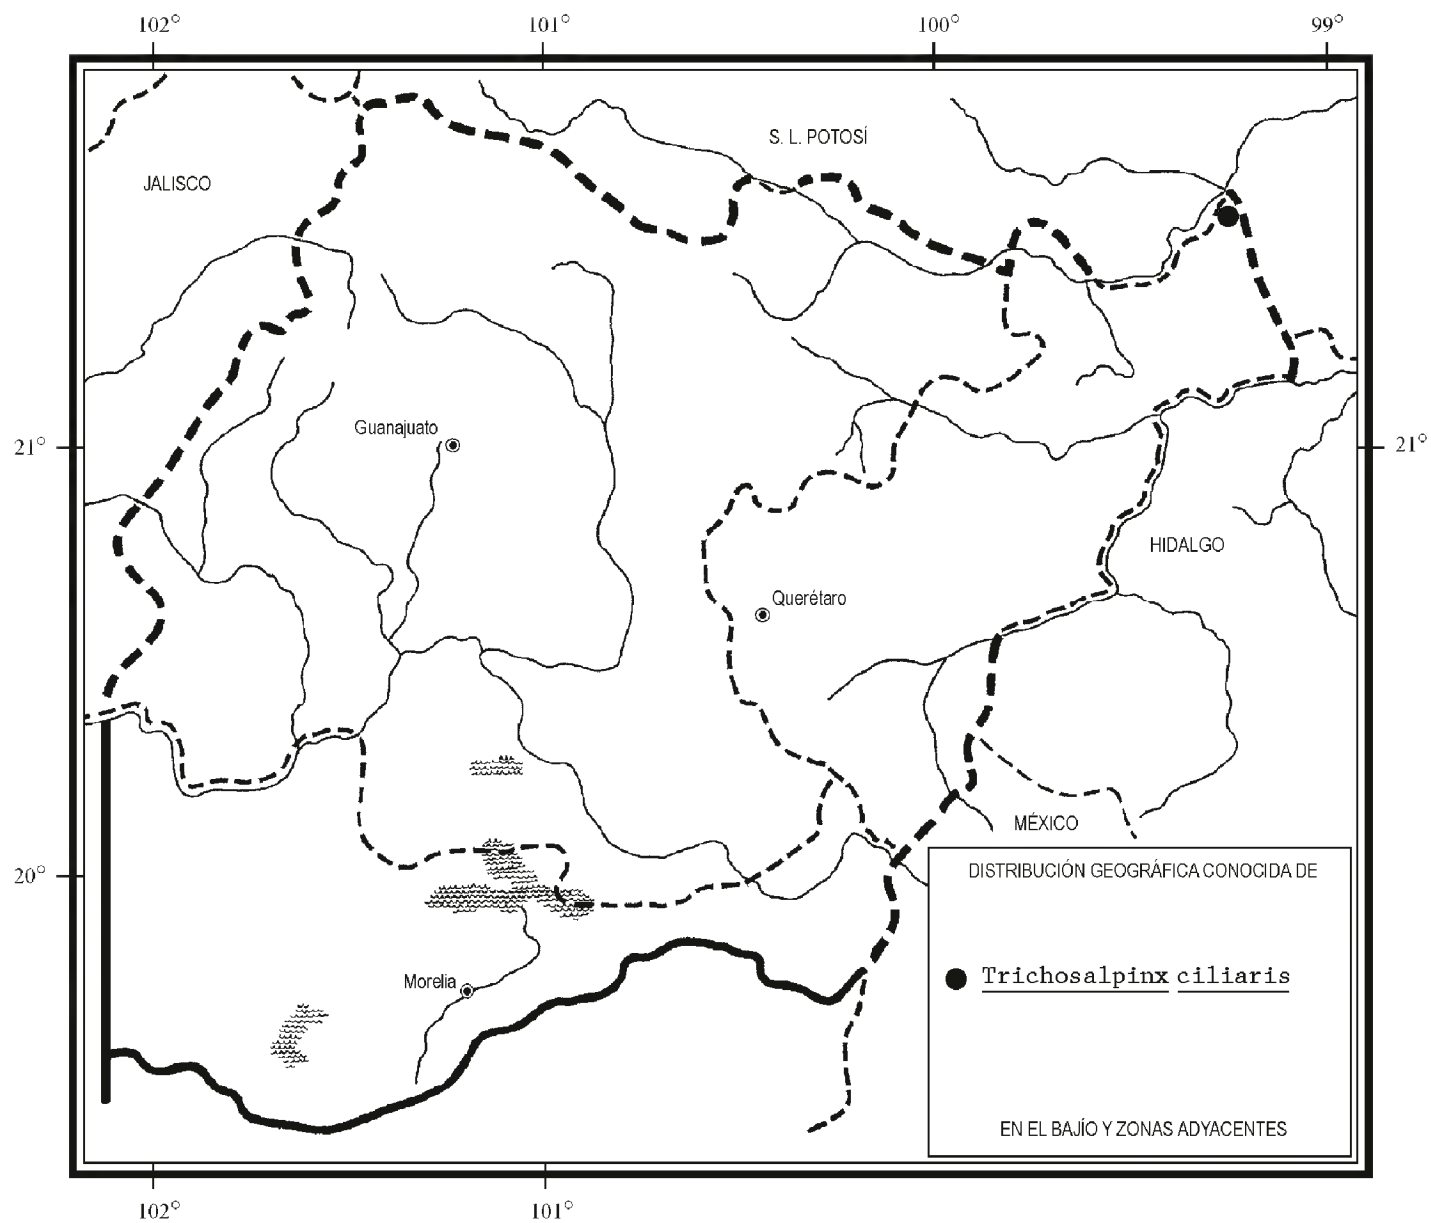 102° 101° 100° 99°
S. L. POTOSÍ
JALISCO
Guanajuato
21° 21°
HIDALGO
Querétaro
MÉXICO
20°
DISTRIBUCIÓN GEOGRÁFICA CONOCIDA DE
Trichosalpinx ciliaris
Morelia
EN EL BAJÍO Y ZONAS ADYACENTES
102° 101°